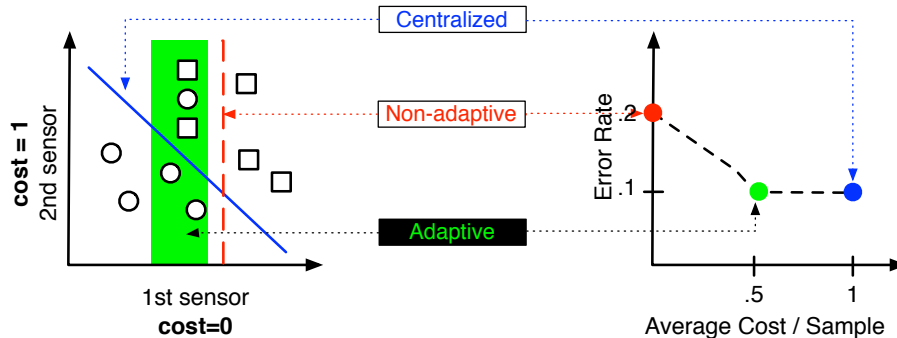 Centralized
Non-adaptive
Adaptive
cost = 1
2nd sensor
1st sensor
cost=0
Error Rate
.2
.1
.5
1
Average Cost / Sample